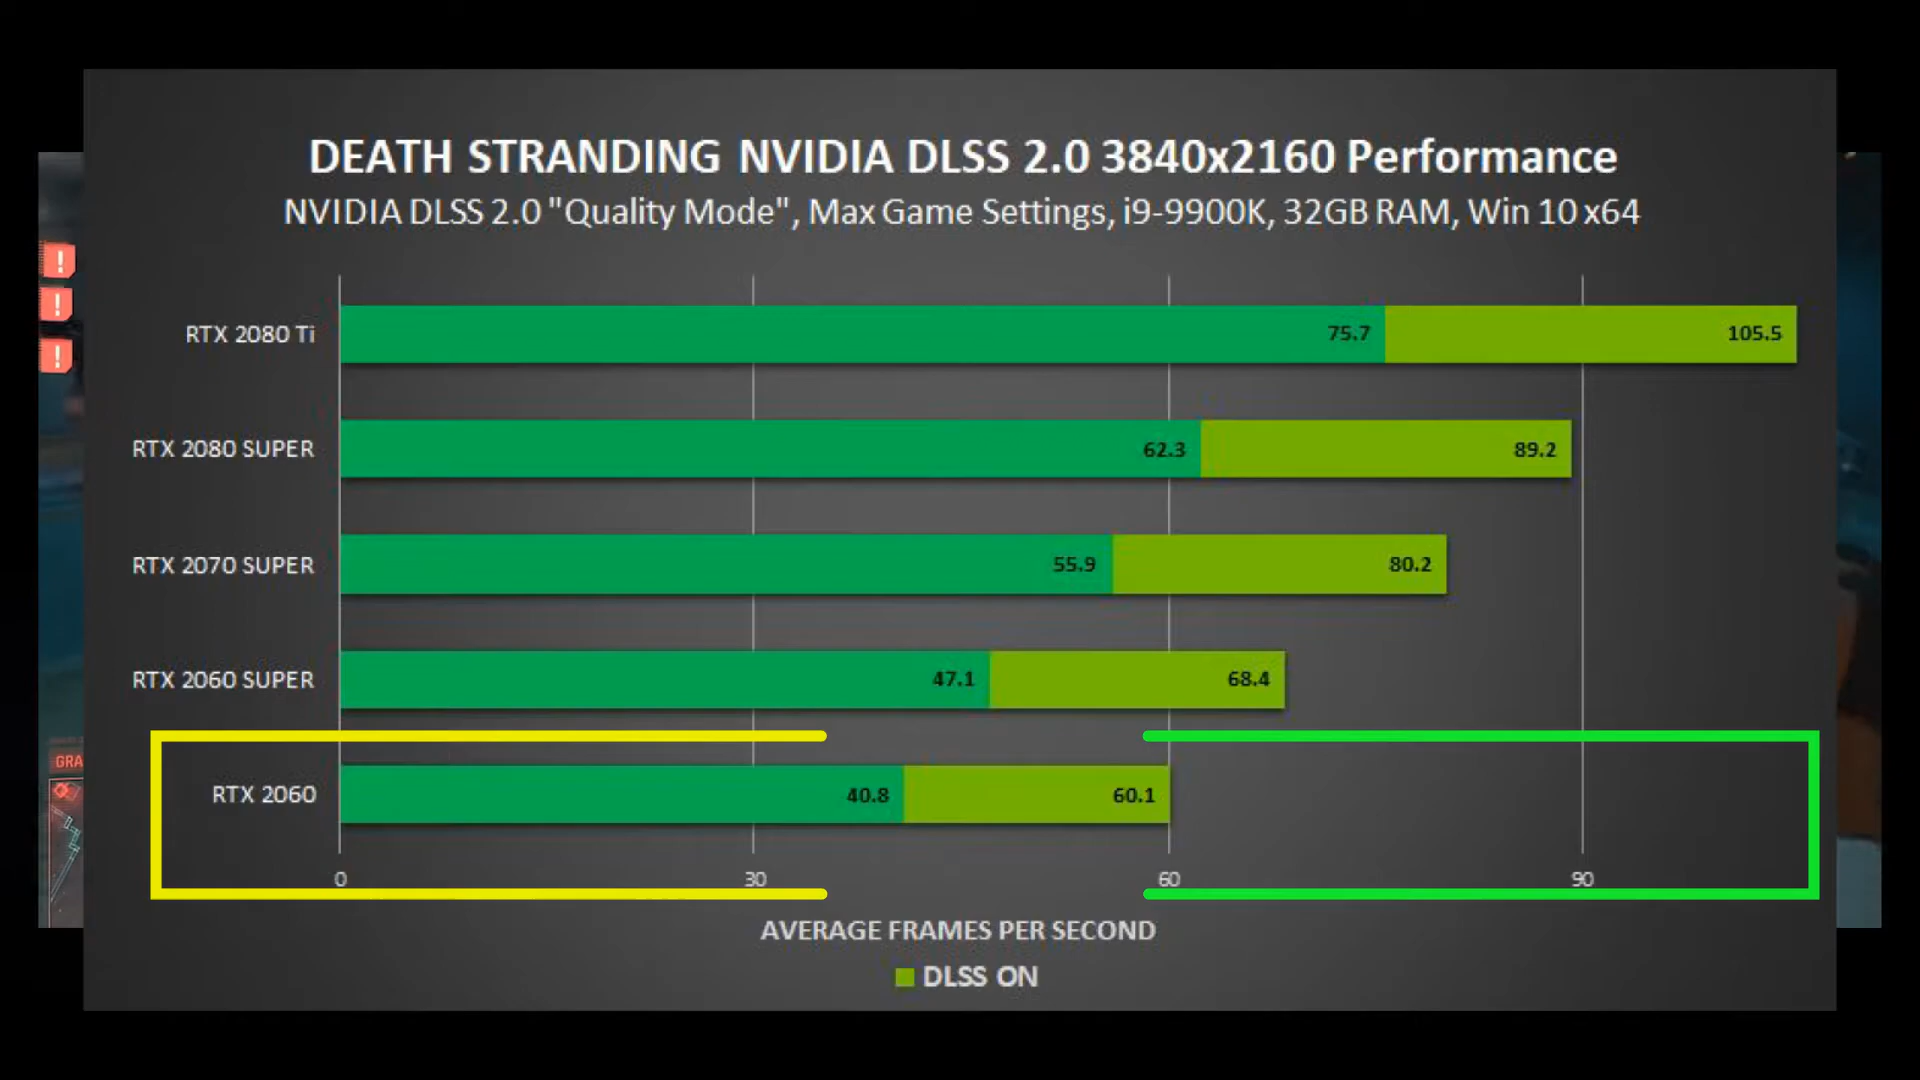 DEATH STRANDING NVIDIA DLSS 2.0 3840x2160 Performance
NVIDIA DLSS 2.0 "Quality Mode", Max Game Settings, i9-9900K, 32GB RAM, Win 10 x64
!
!
!
RTX 2080 Ti 75.7 105.5
RTX 2080 SUPER 62.3 89.2
RTX 2070 SUPER 55.9 80.2
RTX 2060 SUPER 47.1 68.4
GRA
RTX 2060 40.8 60.1
0 30 60 90
AVERAGE FRAMES PER SECOND
DLSS ON